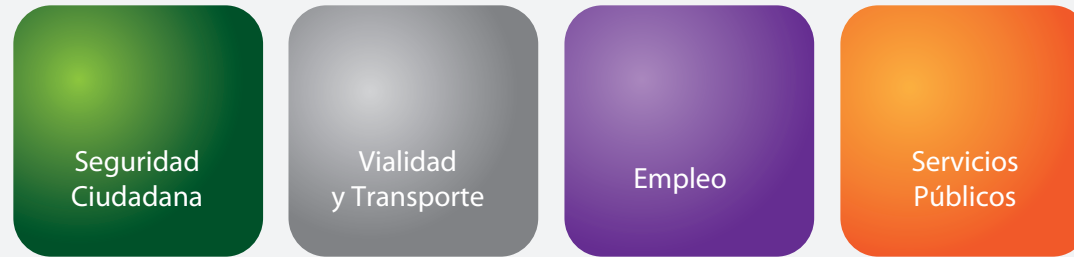 Seguridad
Ciudadana
Vialidad
y Transporte
Empleo
Servicios
Públicos